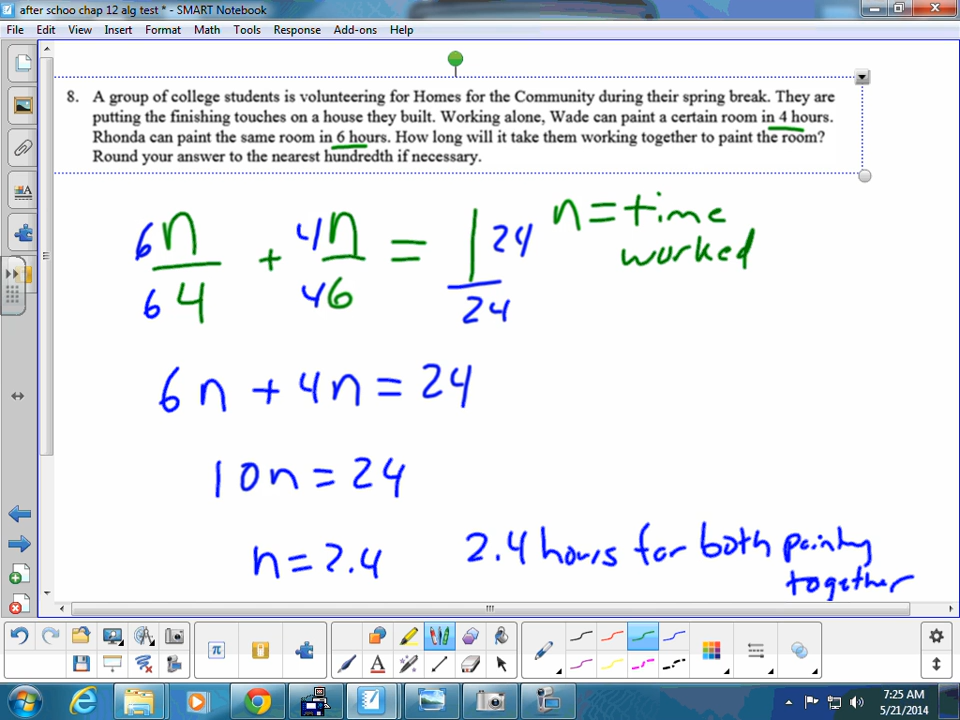 after schoo chap 12 alg test * - SMART Notebook
File Edit View Insert Format Math Tools Response Add-ons Help
8. A group of college students is volunteering for Homes for the Community during their spring break. They are
putting the finishing touches on a house they built. Working alone, Wade can paint a certain room in 4 hours.
Rhonda can paint the same room in 6 hours. How long will it take them working together to paint the room?
Round your answer to the nearest hundredth if necessary.
6n/6 4 + 4n/4 6 = 1 24/24
n = time
worked
6n + 4n = 24
10n = 24
n = 2.4
2.4 hours for both painting
together
7:25 AM
5/21/2014